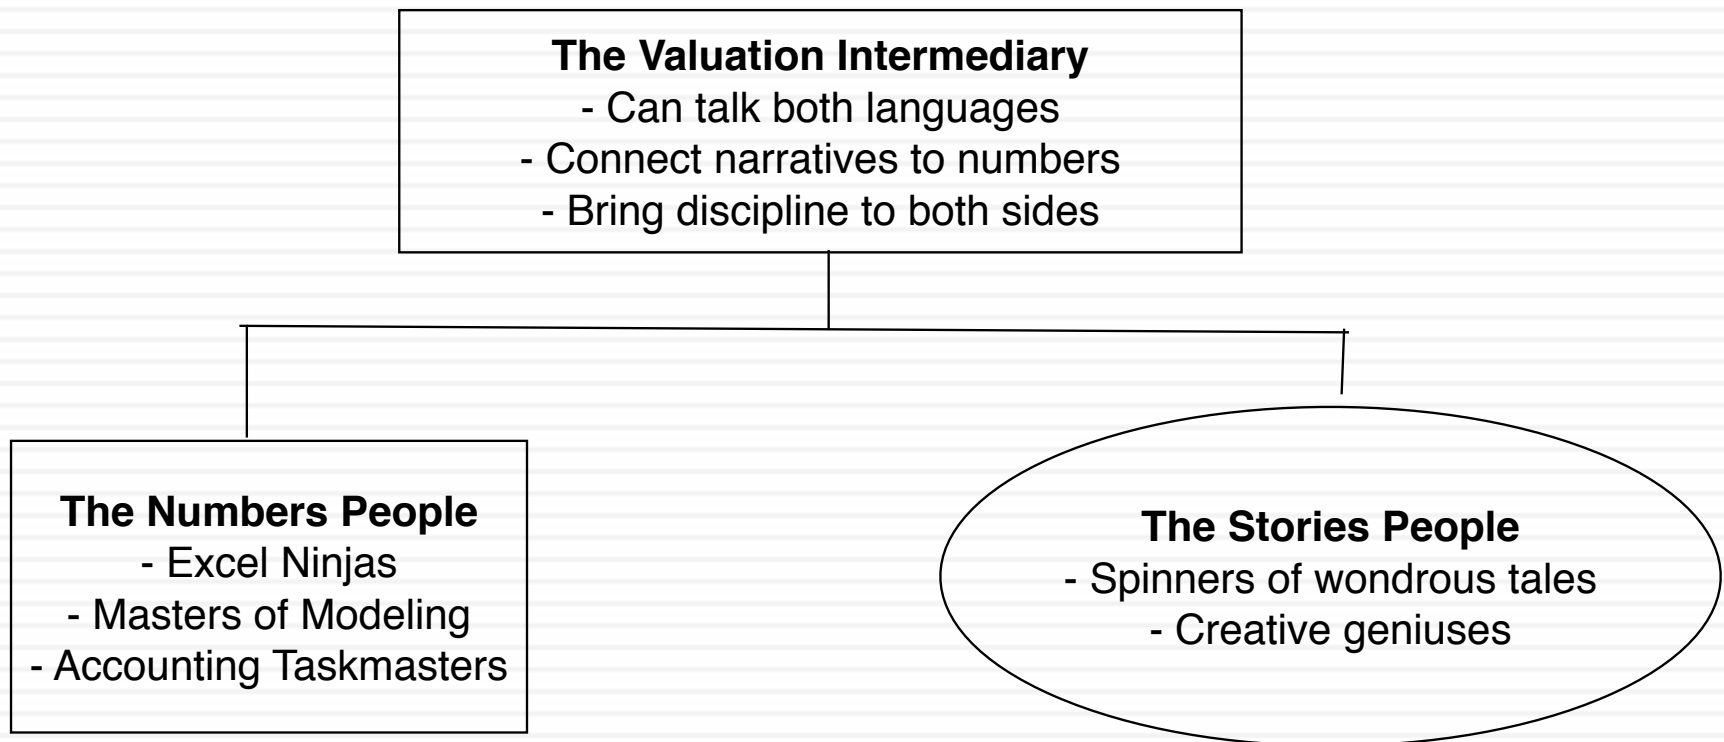 The Valuation Intermediary
- Can talk both languages
- Connect narratives to numbers
- Bring discipline to both sides
The Numbers People
- Excel Ninjas
- Masters of Modeling
- Accounting Taskmasters
The Stories People
- Spinners of wondrous tales
- Creative geniuses